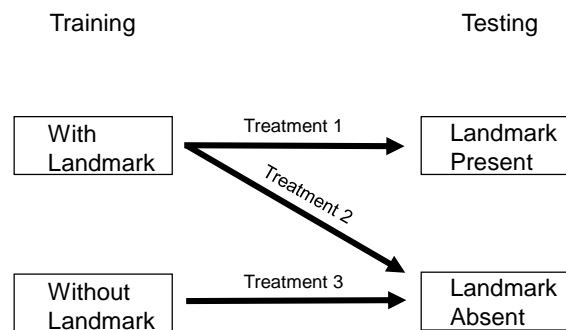 Training
Testing
With
Landmark
Treatment 1
Landmark
Present
Treatment 2
Without
Landmark
Treatment 3
Landmark
Absent